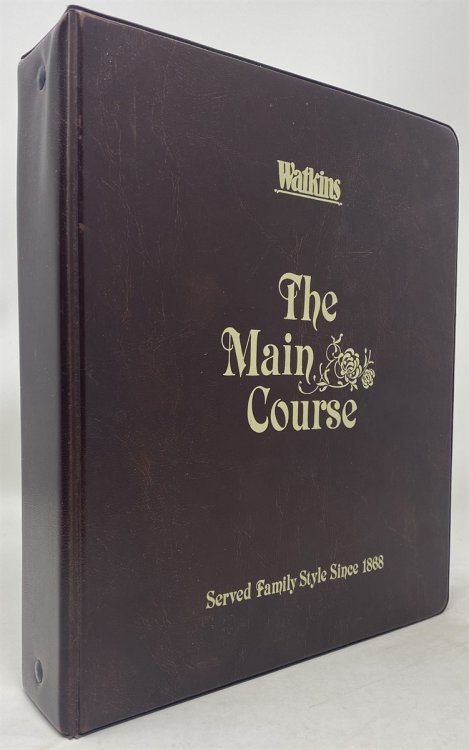 Watkins
The
Main
Course
Served Family Style Since 1868